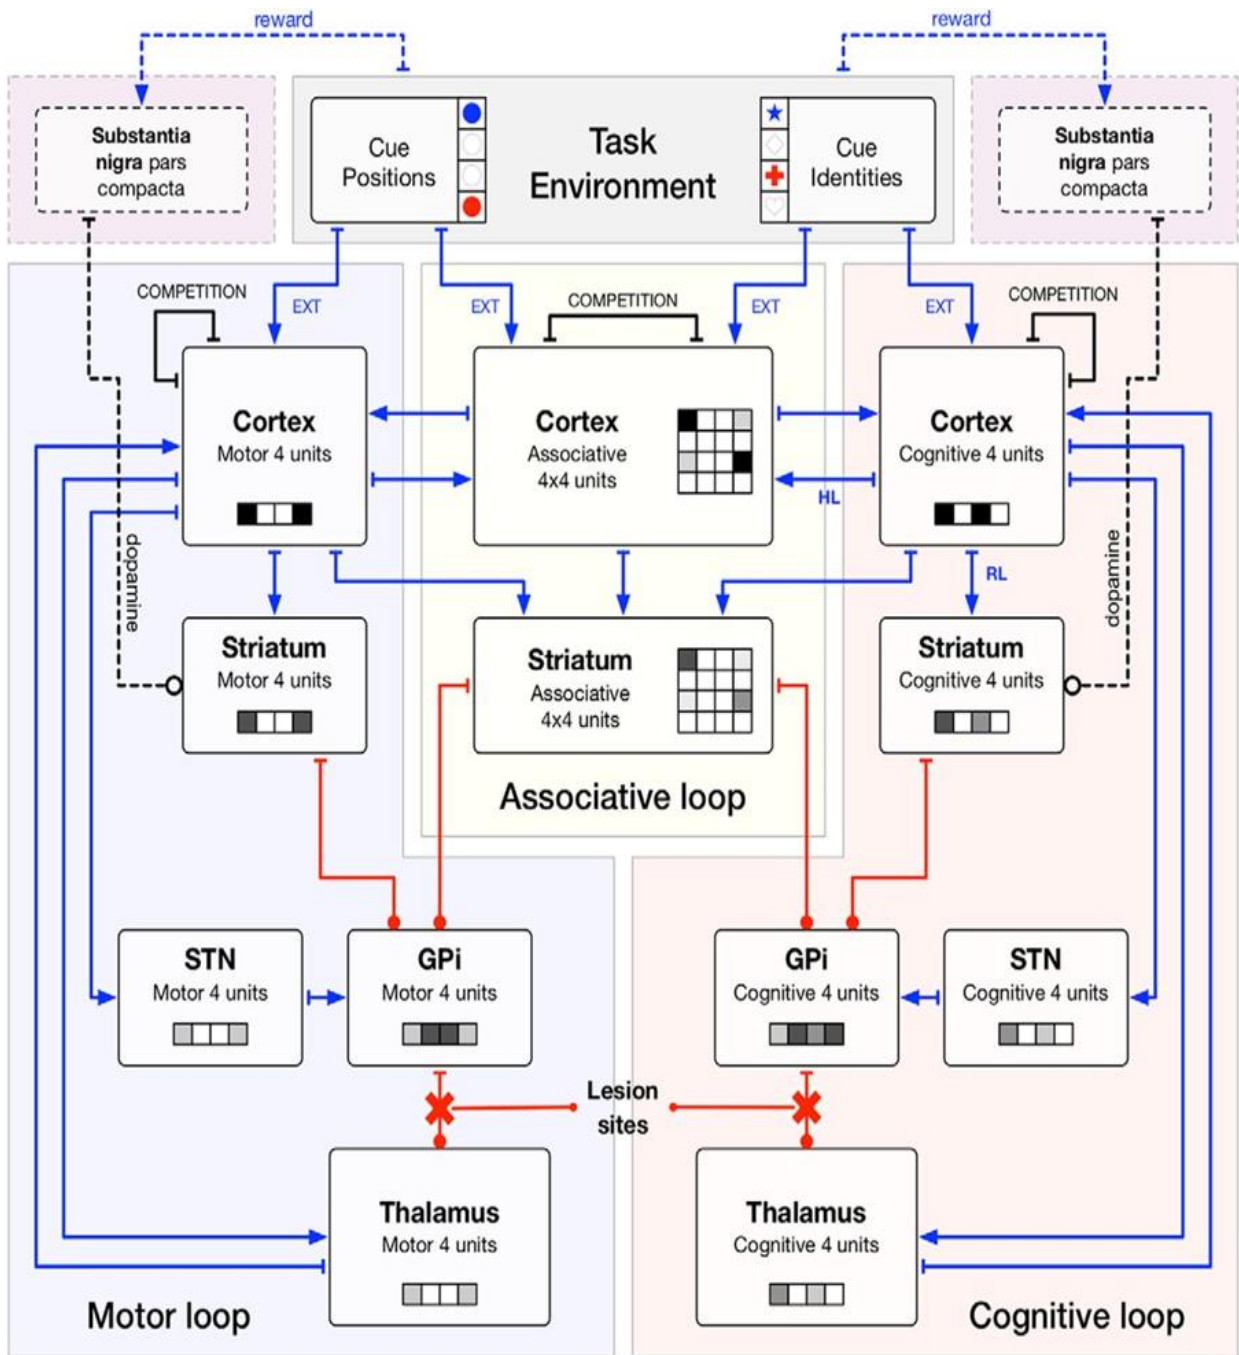 reward
reward
Substantia
nigra pars
compacta
Cue
Positions
Task
Environment
Cue
Identities
Substantia
nigra pars
compacta
COMPETITION
EXT
EXT
COMPETITION
EXT
EXT
COMPETITION
Cortex
Motor 4 units
Cortex
Associative
4x4 units
Cortex
Cognitive 4 units
HL
dopamine
RL
dopamine
Striatum
Motor 4 units
Striatum
Associative
4x4 units
Striatum
Cognitive 4 units
Associative loop
STN
Motor 4 units
GPi
Motor 4 units
GPi
Cognitive 4 units
STN
Cognitive 4 units
Lesion
sites
Thalamus
Motor 4 units
Thalamus
Cognitive 4 units
Motor loop
Cognitive loop